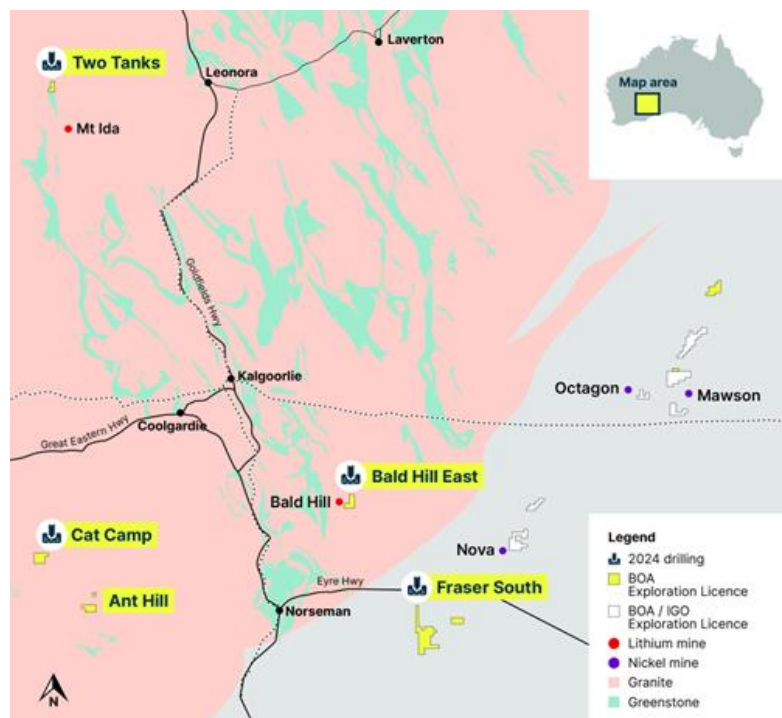 Two Tanks
Laverton
Leonora
Mt Ida
Map area
Goldfields Hwy
Kalgoorlie
Octagon
Mawson
Coolgardie
Great Eastern Hwy
Bald Hill East
Bald Hill
Cat Camp
Nova
Ant Hill
Eyre Hwy
Fraser South
Norseman
N
Legend
2024 drilling
BOA
Exploration Licence
BOA / IGO
Exploration Licence
Lithium mine
Nickel mine
Granite
Greenstone